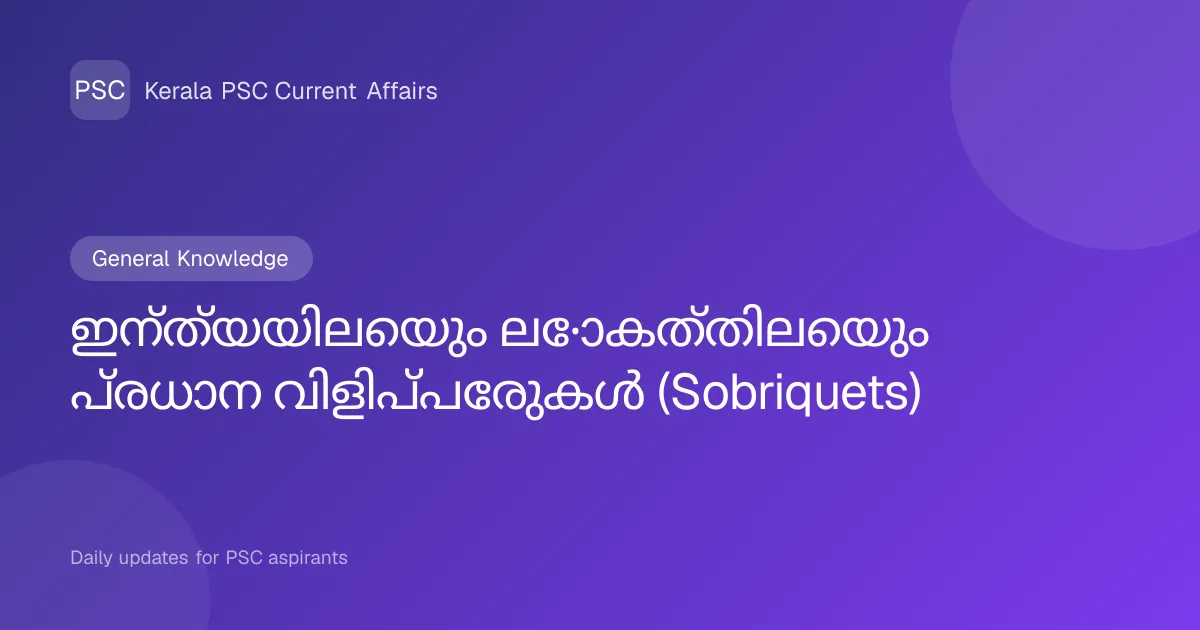 PSC
Kerala PSC Current Affairs
General Knowledge
ഇന്ത്യയിലെയും ലോകത്തിലെയും
പ്രധാന വിളിപ്പേരുകൾ (Sobriquets)
Daily updates for PSC aspirants